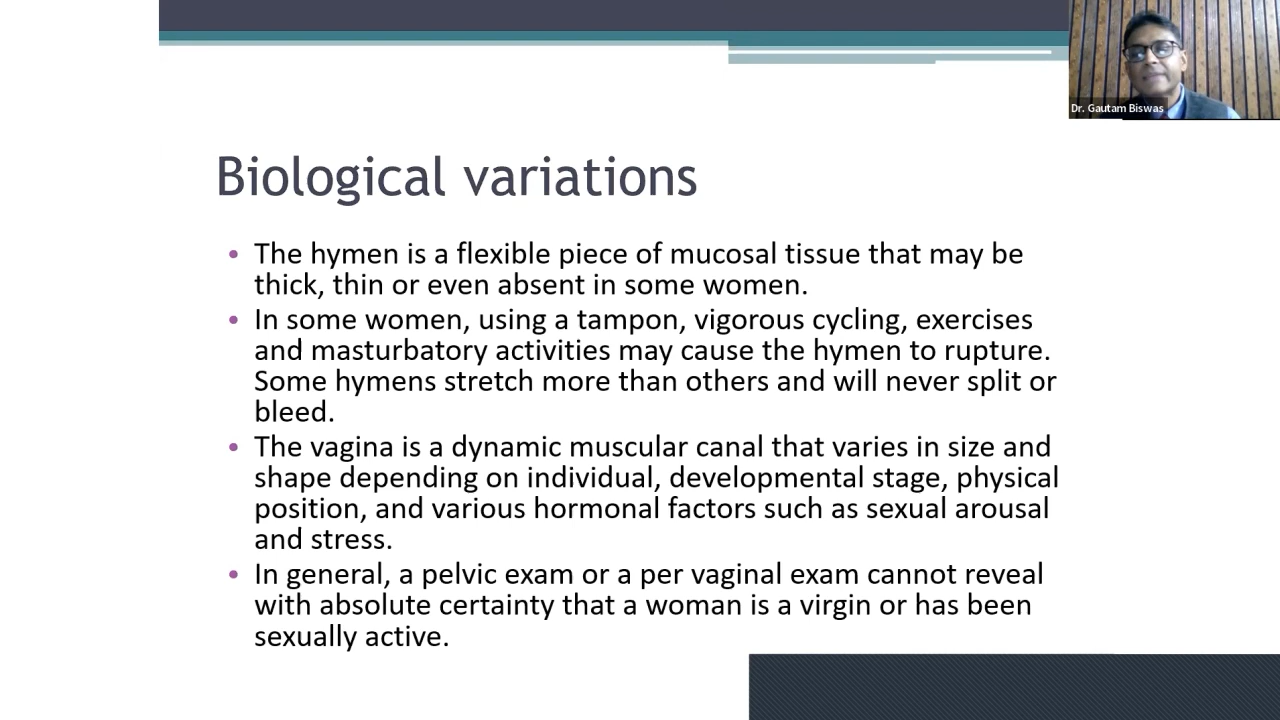 Dr. Gautam Biswas
Biological variations
• The hymen is a flexible piece of mucosal tissue that may be
thick, thin or even absent in some women.
• In some women, using a tampon, vigorous cycling, exercises
and masturbatory activities may cause the hymen to rupture.
Some hymens stretch more than others and will never split or
bleed.
• The vagina is a dynamic muscular canal that varies in size and
shape depending on individual, developmental stage, physical
position, and various hormonal factors such as sexual arousal
and stress.
• In general, a pelvic exam or a per vaginal exam cannot reveal
with absolute certainty that a woman is a virgin or has been
sexually active.